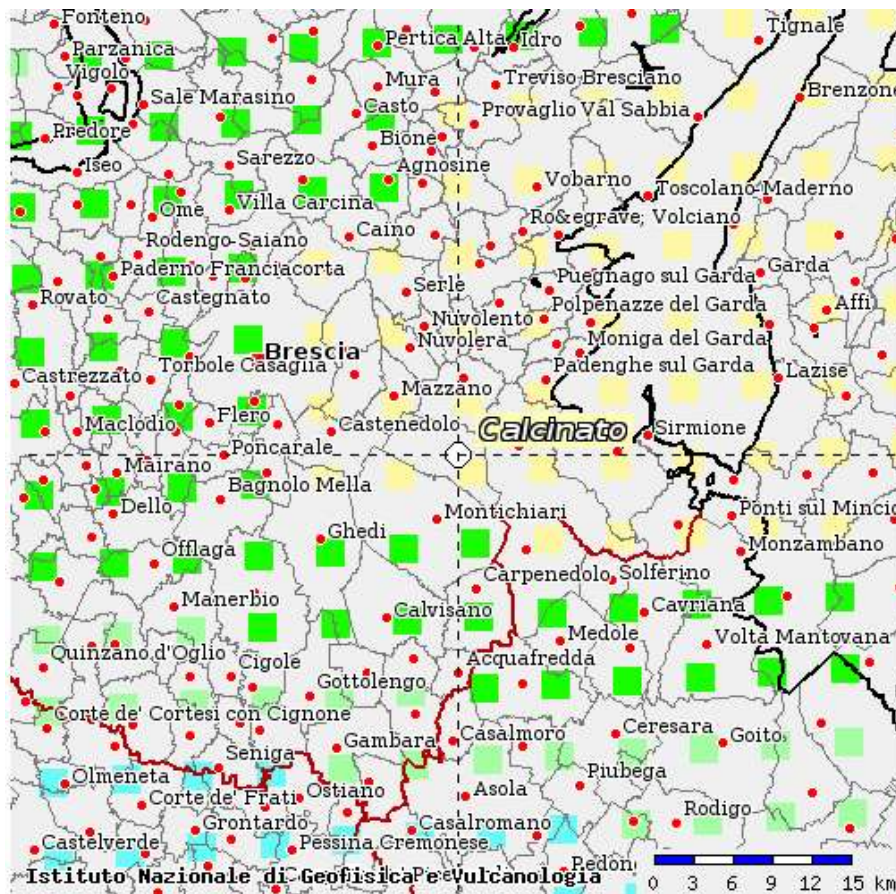 Fonteno
Pertica Alta
Idro
Tignale
Parzanica
Vigolo
Mura
Treviso Bresciano
Brenzone
Sale Marasino
Casto
Provaglio Val Sabbia
Predore
Bione
Iseo
Sarezzo
Agnosine
Vobarno
Toscolano-Maderno
Ome
Villa Carcina
Ro&egrave; Volciano
Caino
Rodengo-Saiano
Paderno Franciacorta
Serle
Puegnago sul Garda
Garda
Rovato
Castegnato
Nuvolento
Polpenazze del Garda
Affi
Nuvolera
Moniga del Garda
Brescia
Castrezzato
Torbole Casaglia
Mazzano
Padenghe sul Garda
Lazise
Maclodio
Flero
Castenedolo
Calcinato
Sirmione
Mairano
Poncarale
Dello
Bagnolo Mella
Montichiari
Ponti sul Mincio
Offlaga
Ghedi
Monzambano
Carpenedolo
Solferino
Manerbio
Calvisano
Cavriana
Medole
Volta Mantovana
Quinzano d'Oglio
Cigole
Acquafredda
Gottolengo
Corte de' Cortesi con Cignone
Gambara
Casalmoro
Ceresara
Goito
Seniga
Olmeneta
Corte de' Frati
Ostiano
Asola
Piubega
Grontardo
Casalromano
Rodigo
Castelverde
Pessina Cremonese
Istituto Nazionale di Geofisica e Vulcanologia
0 3 6 9 12 15 km